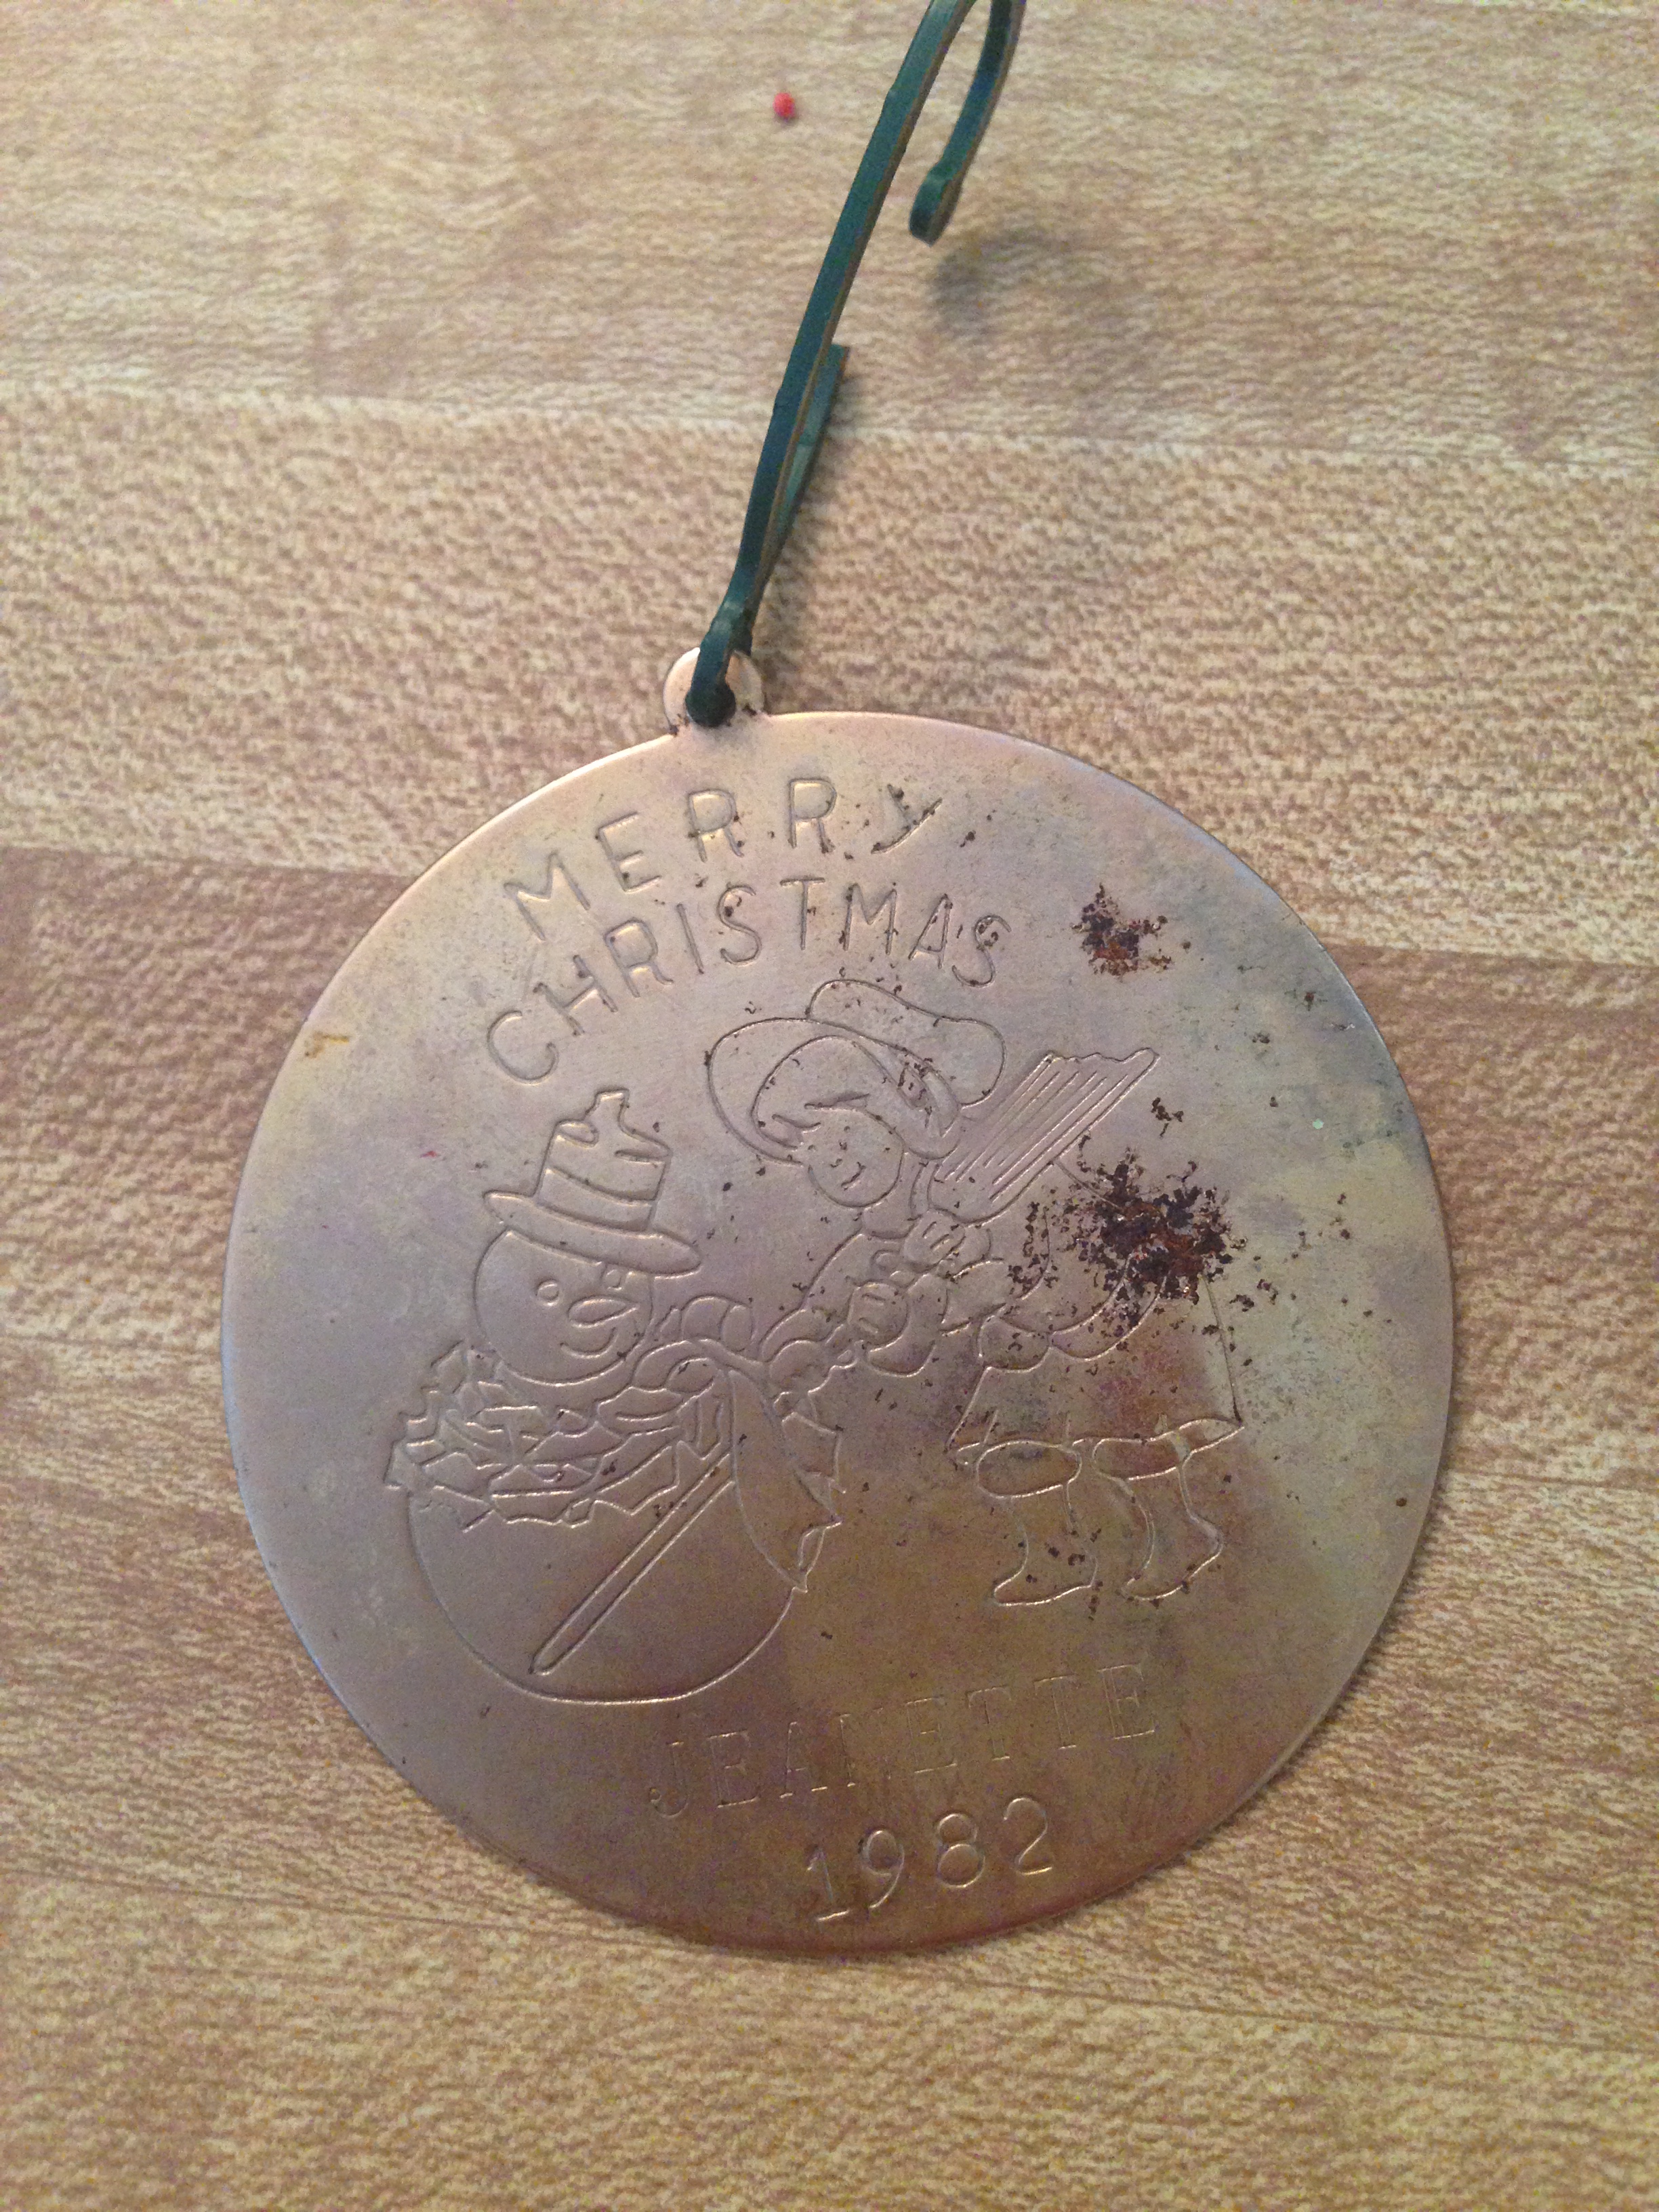 MERRY
CHRISTMAS
JEANETTE
1982